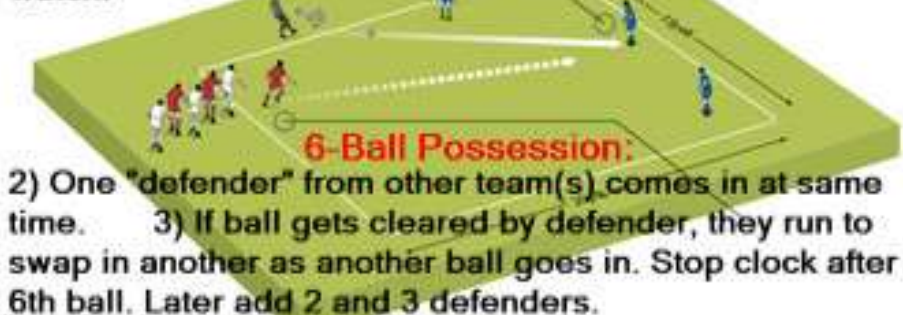 6-Ball Possession:
2) One "defender" from other team(s) comes in at same
time. 3) If ball gets cleared by defender, they run to
swap in another as another ball goes in. Stop clock after
6th ball. Later add 2 and 3 defenders.